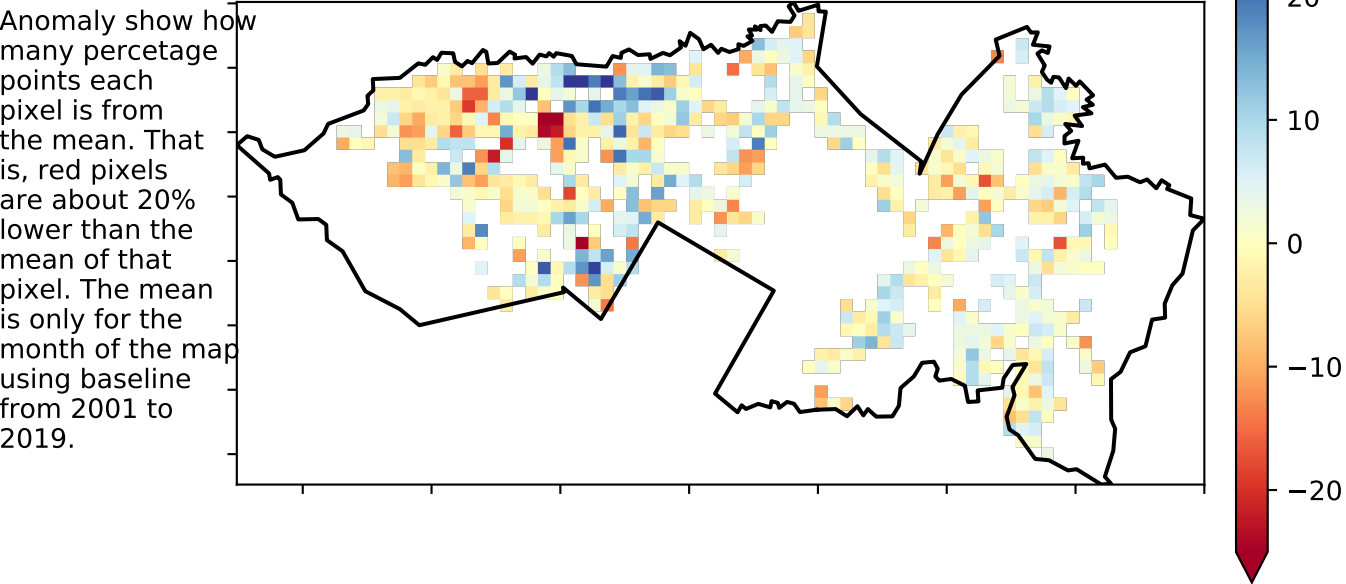 Anomaly show how
many percetage
points each
pixel is from
the mean. That
is, red pixels
are about 20%
lower than the
mean of that
pixel. The mean
is only for the
month of the map
using baseline
from 2001 to
2019.
20
10
0
−10
−20